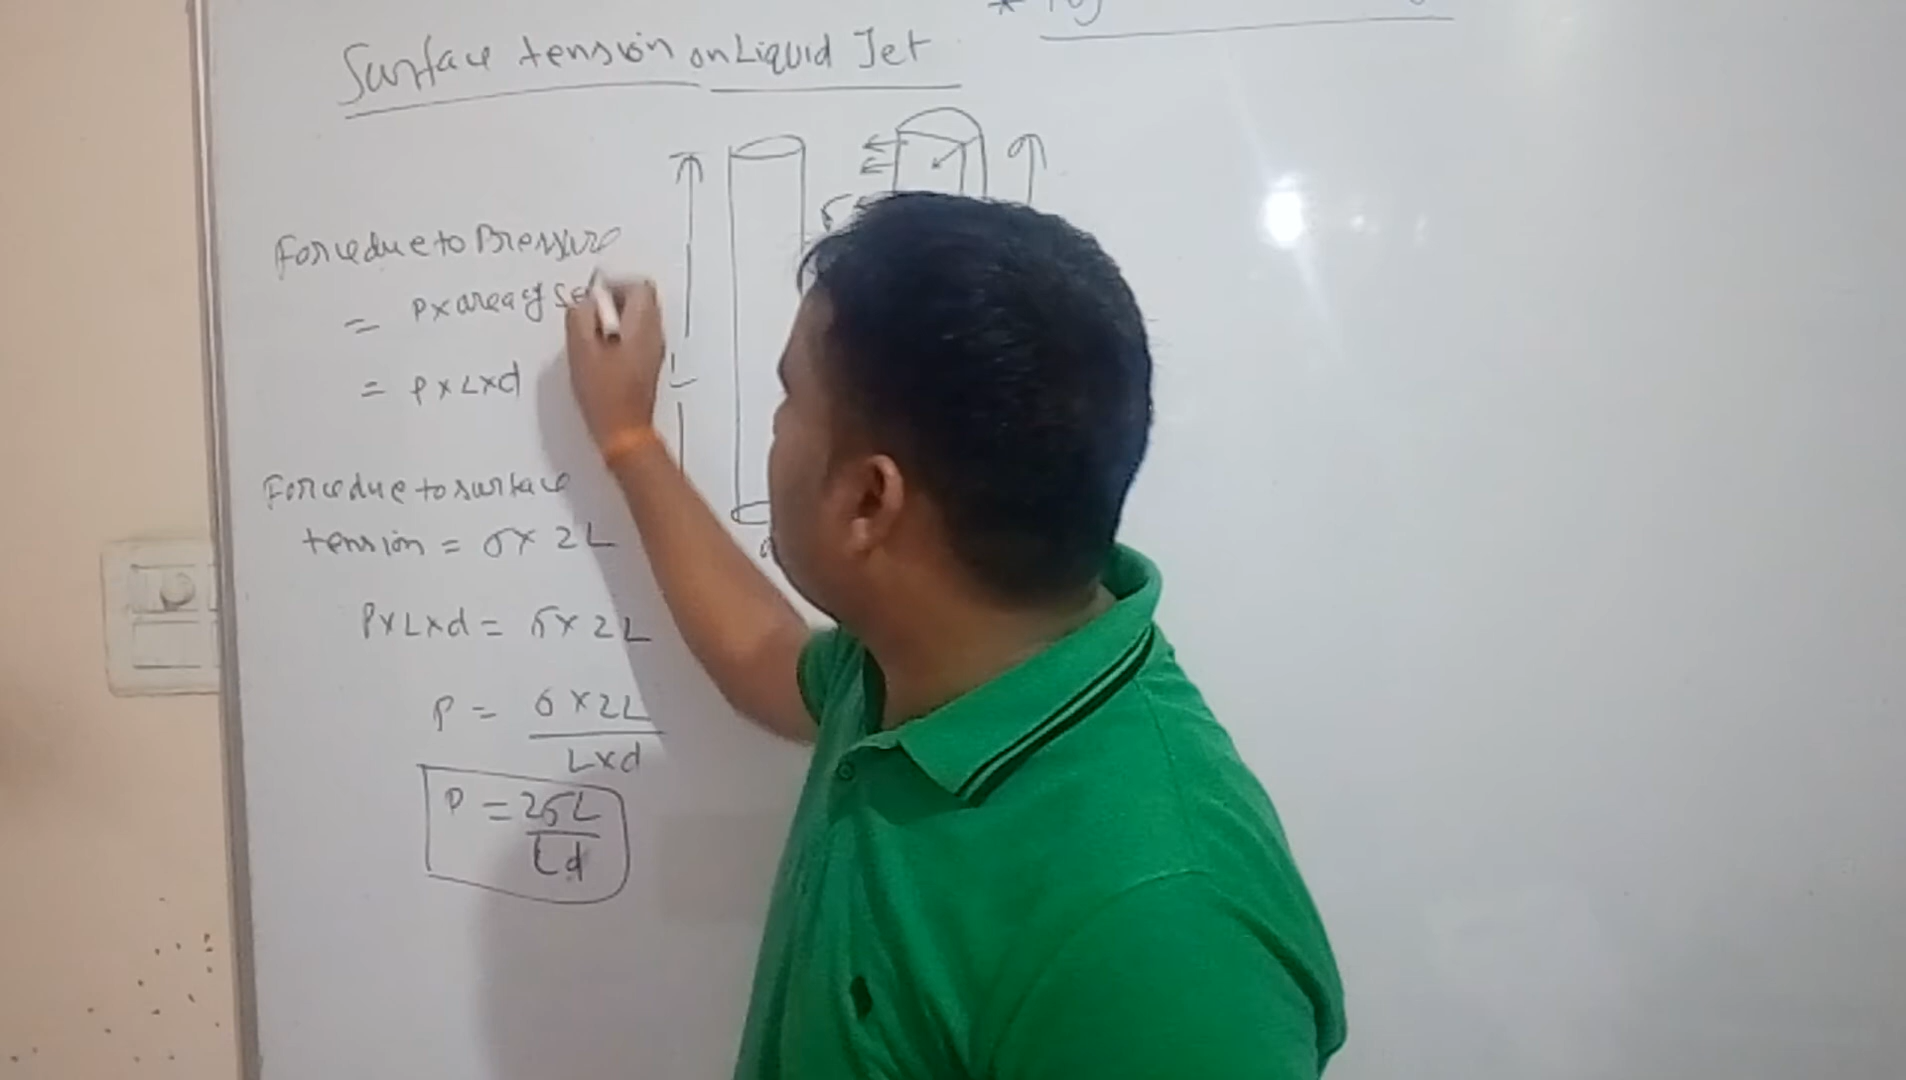 Surface tension on Liquid Jet
Force due to Pressure
= P x area of se
= P x L x d
L
Force due to surface
tension = σ x 2L
P x L x d = σ x 2L
P = σ x 2L
L x d
P = 2σL
Ld